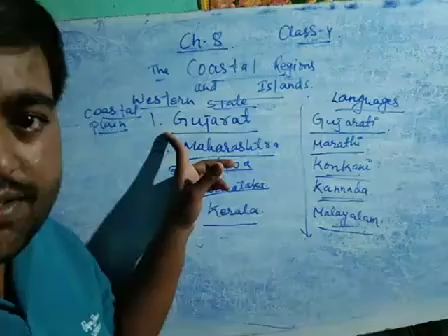 Ch. 8 Class-V
The Coastal Regions
and Islands.
Western State Languages
Coastal
Plain
1. Gujarat Gujarati
Maharashtra Marathi
Konkani
Kannada
Kerala Malayalam